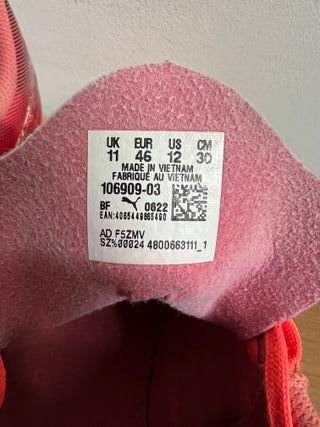 UK EUR US CM
11 46 12 30
MADE IN VIETNAM
FABRIQUÉ AU VIETNAM
106909-03
BF 0622
EAN:4065449665490
AD F5ZMV
SZ%00024 4800663111_1